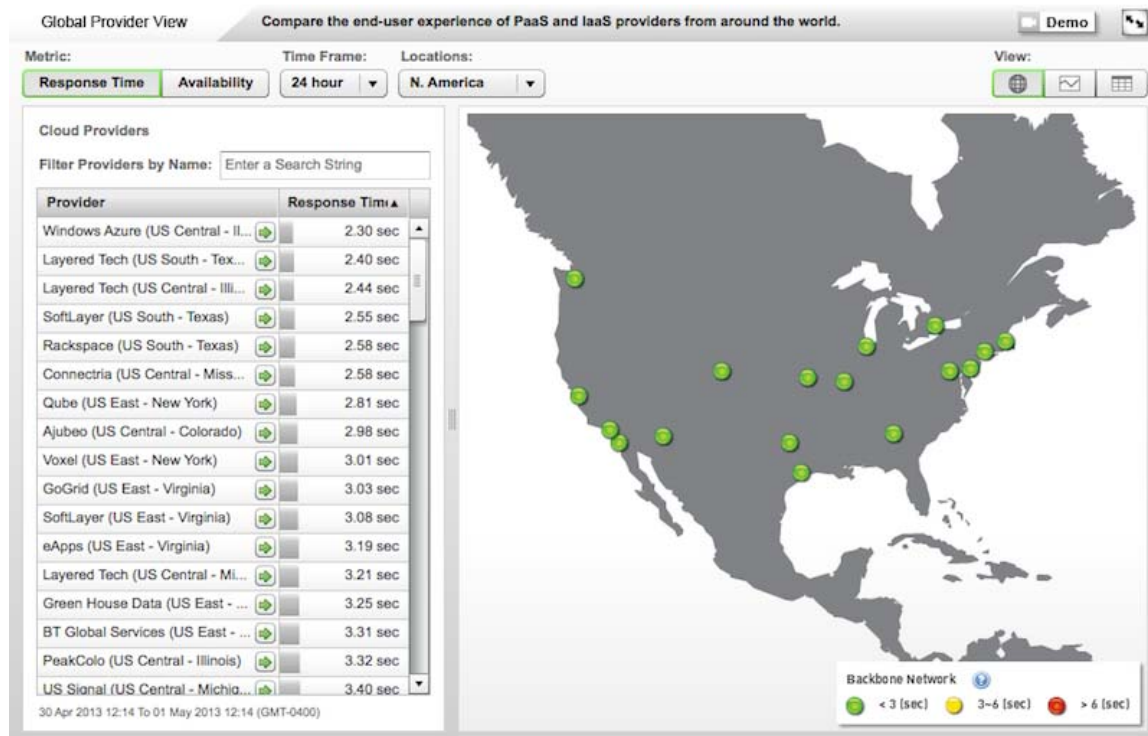 Global Provider View
Compare the end-user experience of PaaS and IaaS providers from around the world.
Demo
Metric:
Time Frame:
Locations:
View:
Response Time
Availability
24 hour
N. America
Cloud Providers
Filter Providers by Name: Enter a Search String
Provider Response Tim
Windows Azure (US Central - Il... 2.30 sec
Layered Tech (US South - Tex... 2.40 sec
Layered Tech (US Central - Illi... 2.44 sec
SoftLayer (US South - Texas) 2.55 sec
Rackspace (US South - Texas) 2.58 sec
Connectria (US Central - Miss... 2.58 sec
Qube (US East - New York) 2.81 sec
Ajubeo (US Central - Colorado) 2.98 sec
Voxel (US East - New York) 3.01 sec
GoGrid (US East - Virginia) 3.03 sec
SoftLayer (US East - Virginia) 3.08 sec
eApps (US East - Virginia) 3.19 sec
Layered Tech (US Central - Mi... 3.21 sec
Green House Data (US East - ... 3.25 sec
BT Global Services (US East - ... 3.31 sec
PeakColo (US Central - Illinois) 3.32 sec
US Signal (US Central - Michig... 3.40 sec
30 Apr 2013 12:14 To 01 May 2013 12:14 (GMT-0400)
Backbone Network ?
< 3 (sec) 3~6 (sec) > 6 (sec)